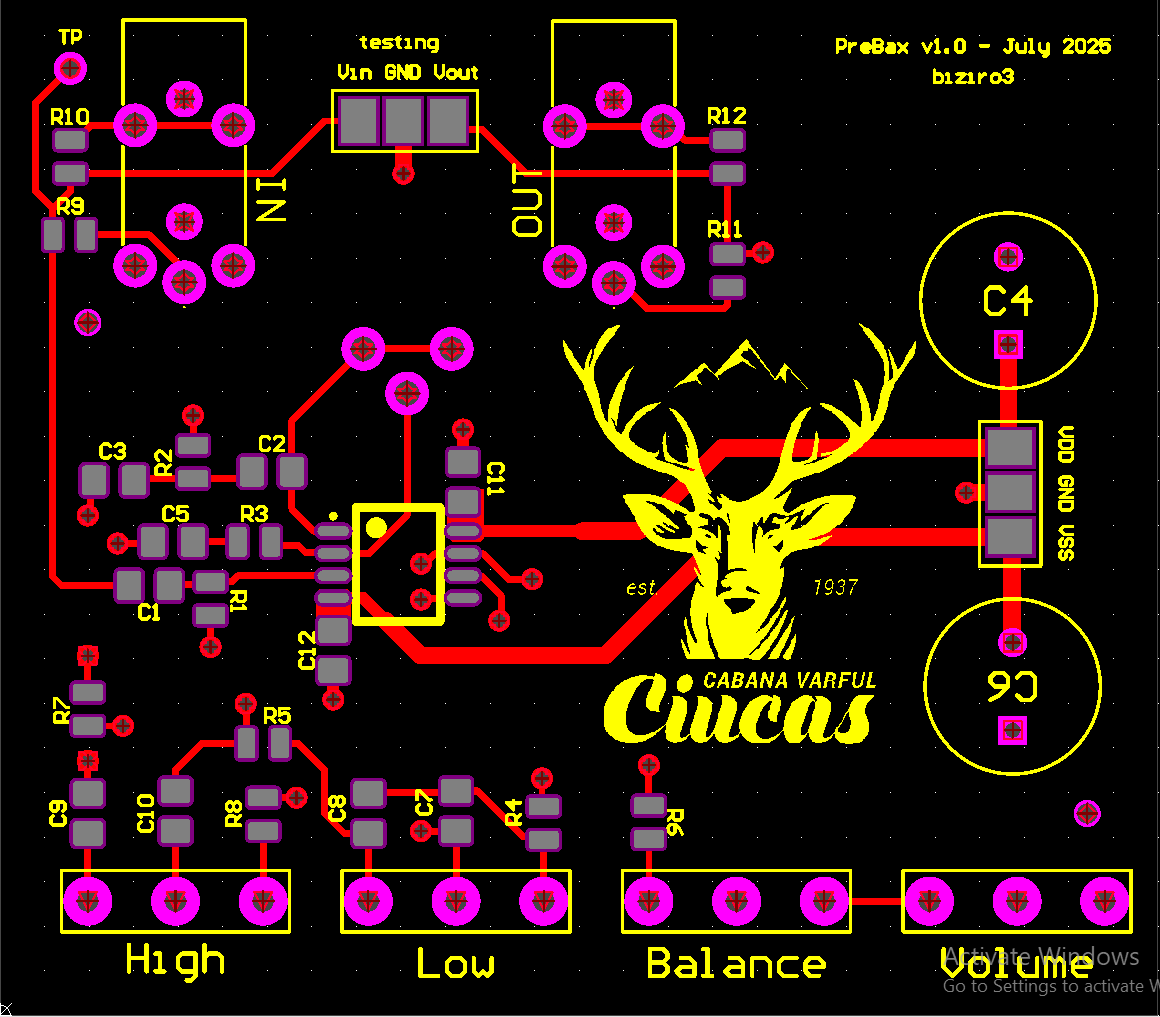 TP
testing
Vin GND Vout
PreBax v1.0 - July 2025
biziro3
R10
R12
IN
OUT
R9
R11
C4
C3
R2
C2
C11
VDD GND VSS
C5
R3
C1
R1
C12
est.
1937
CABANA VARFUL
Ciucas
C6
R7
R5
C9
C10
R8
C8
C7
R4
R6
High
Low
Balance
Volume
Activate Windows
Go to Settings to activate W